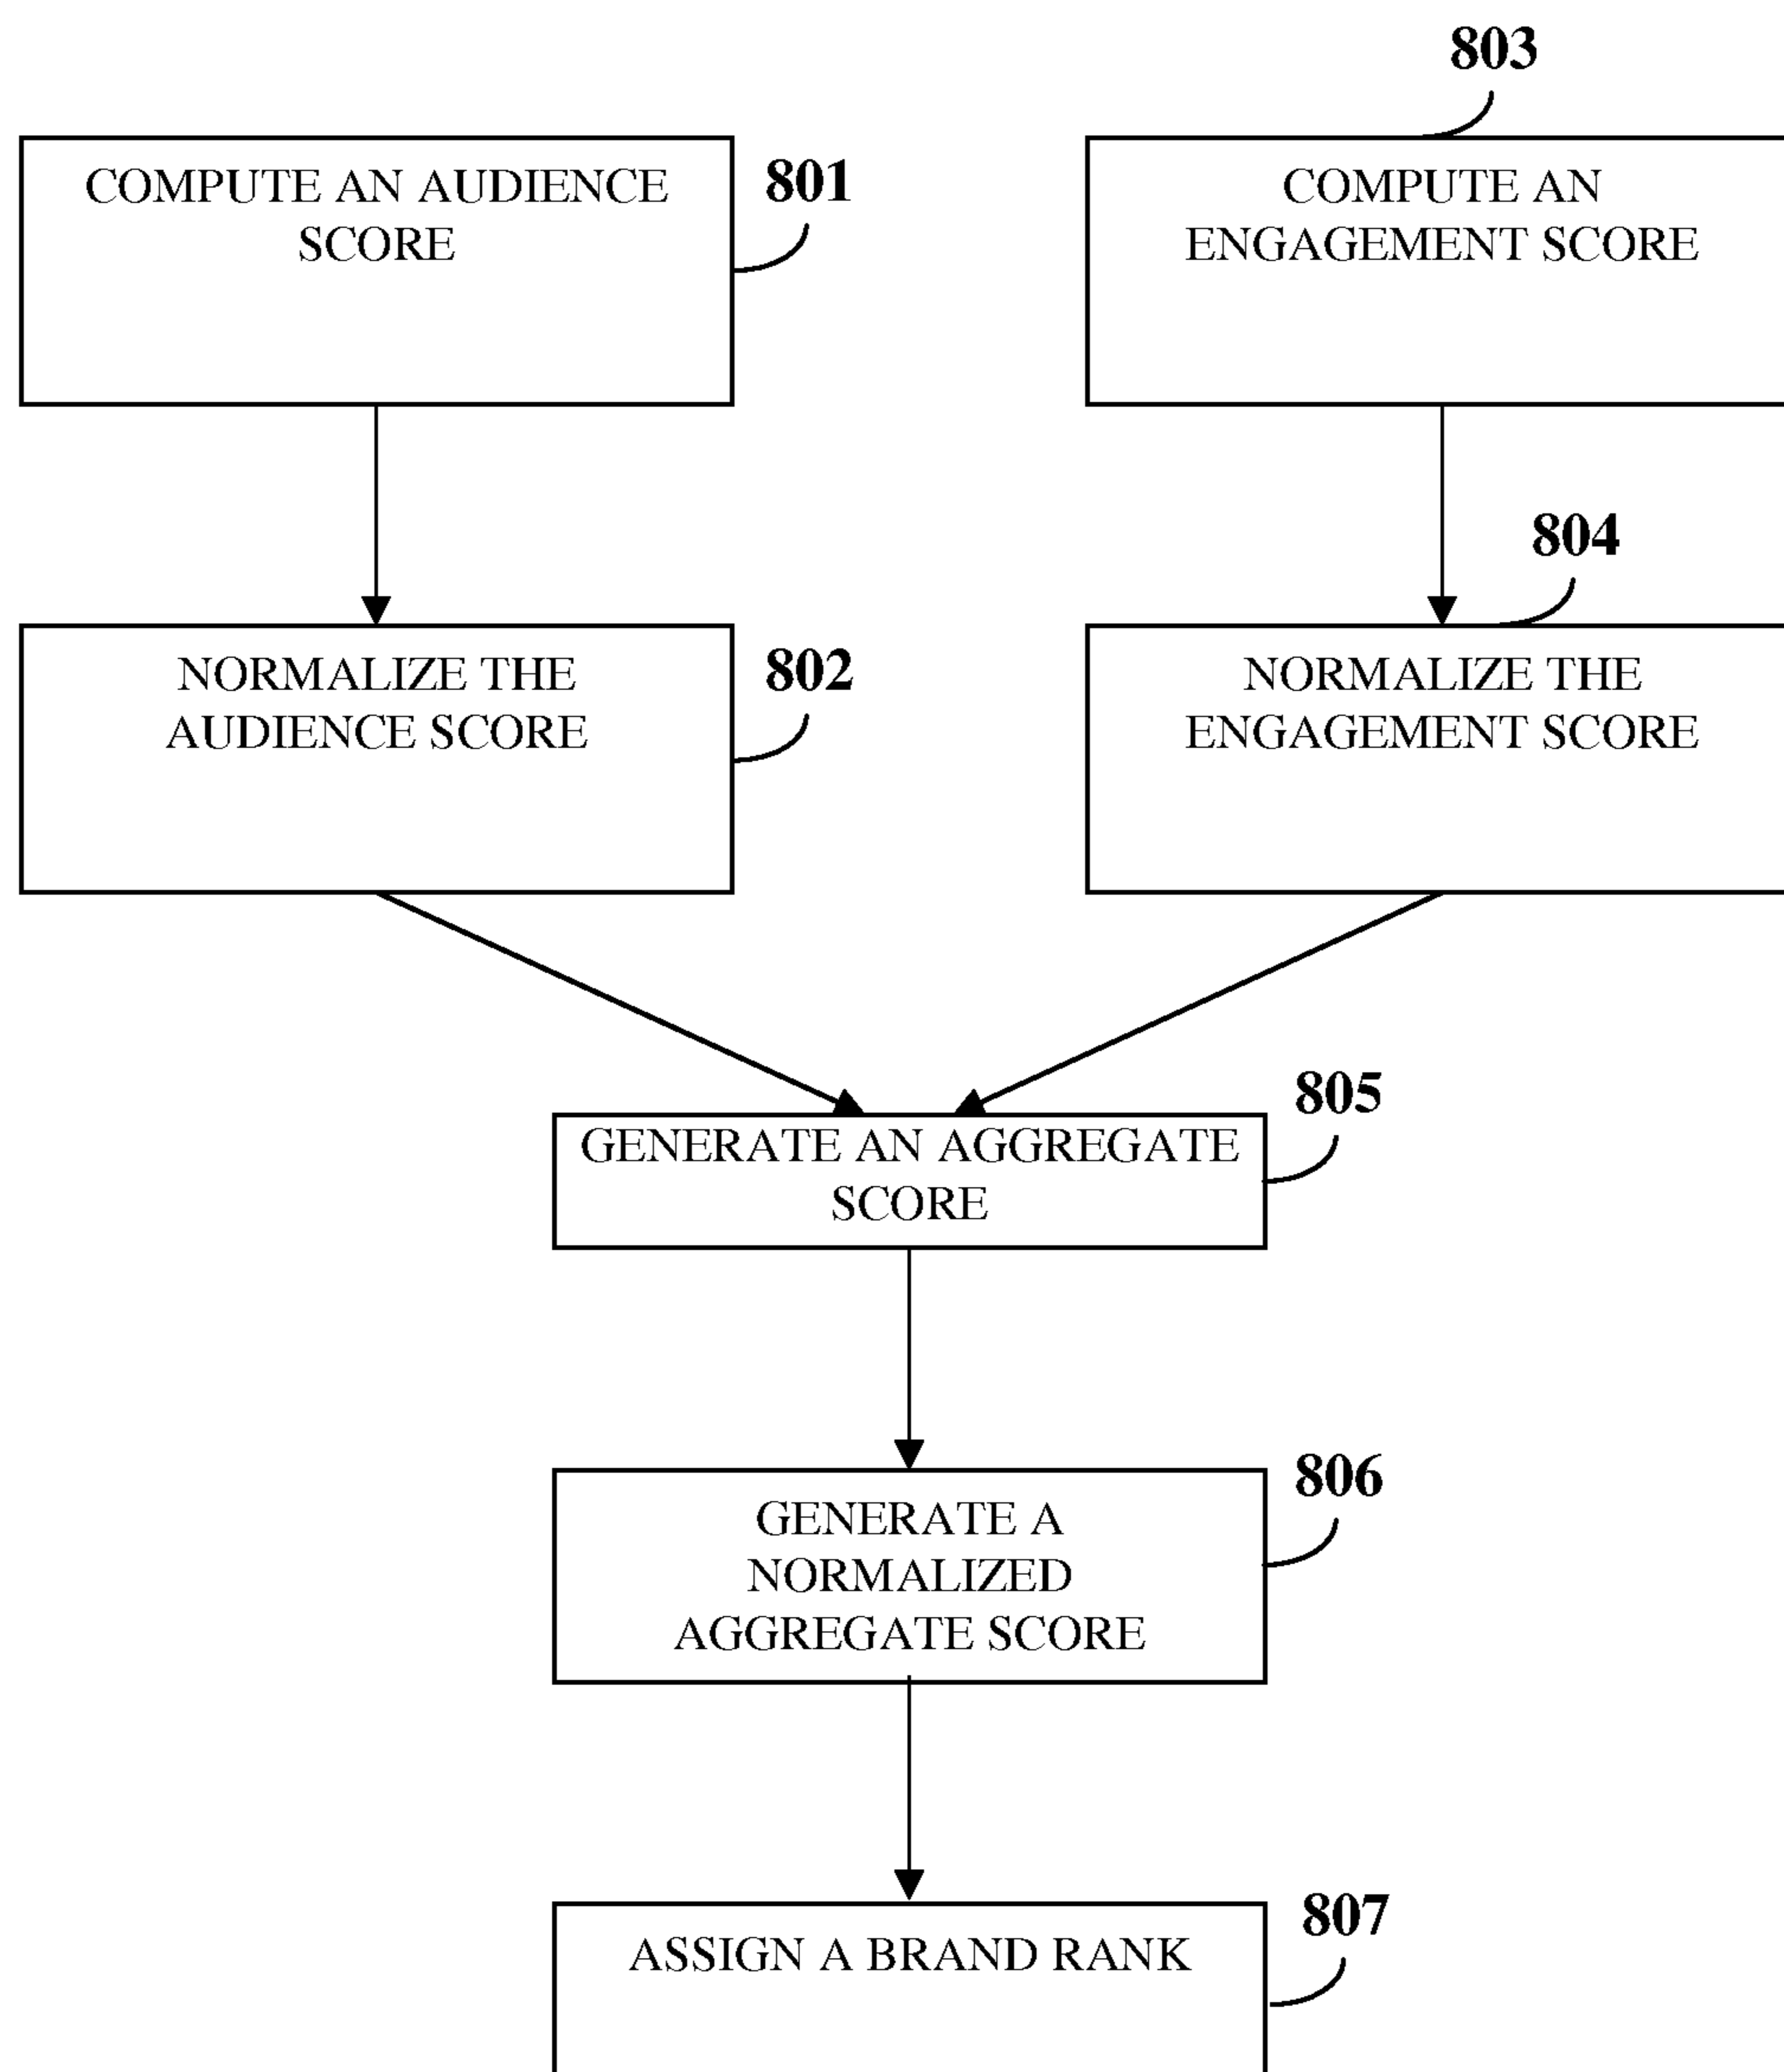 803
COMPUTE AN AUDIENCE
SCORE
801
COMPUTE AN
ENGAGEMENT SCORE
804
NORMALIZE THE
AUDIENCE SCORE
802
NORMALIZE THE
ENGAGEMENT SCORE
805
GENERATE AN AGGREGATE
SCORE
806
GENERATE A
NORMALIZED
AGGREGATE SCORE
807
ASSIGN A BRAND RANK